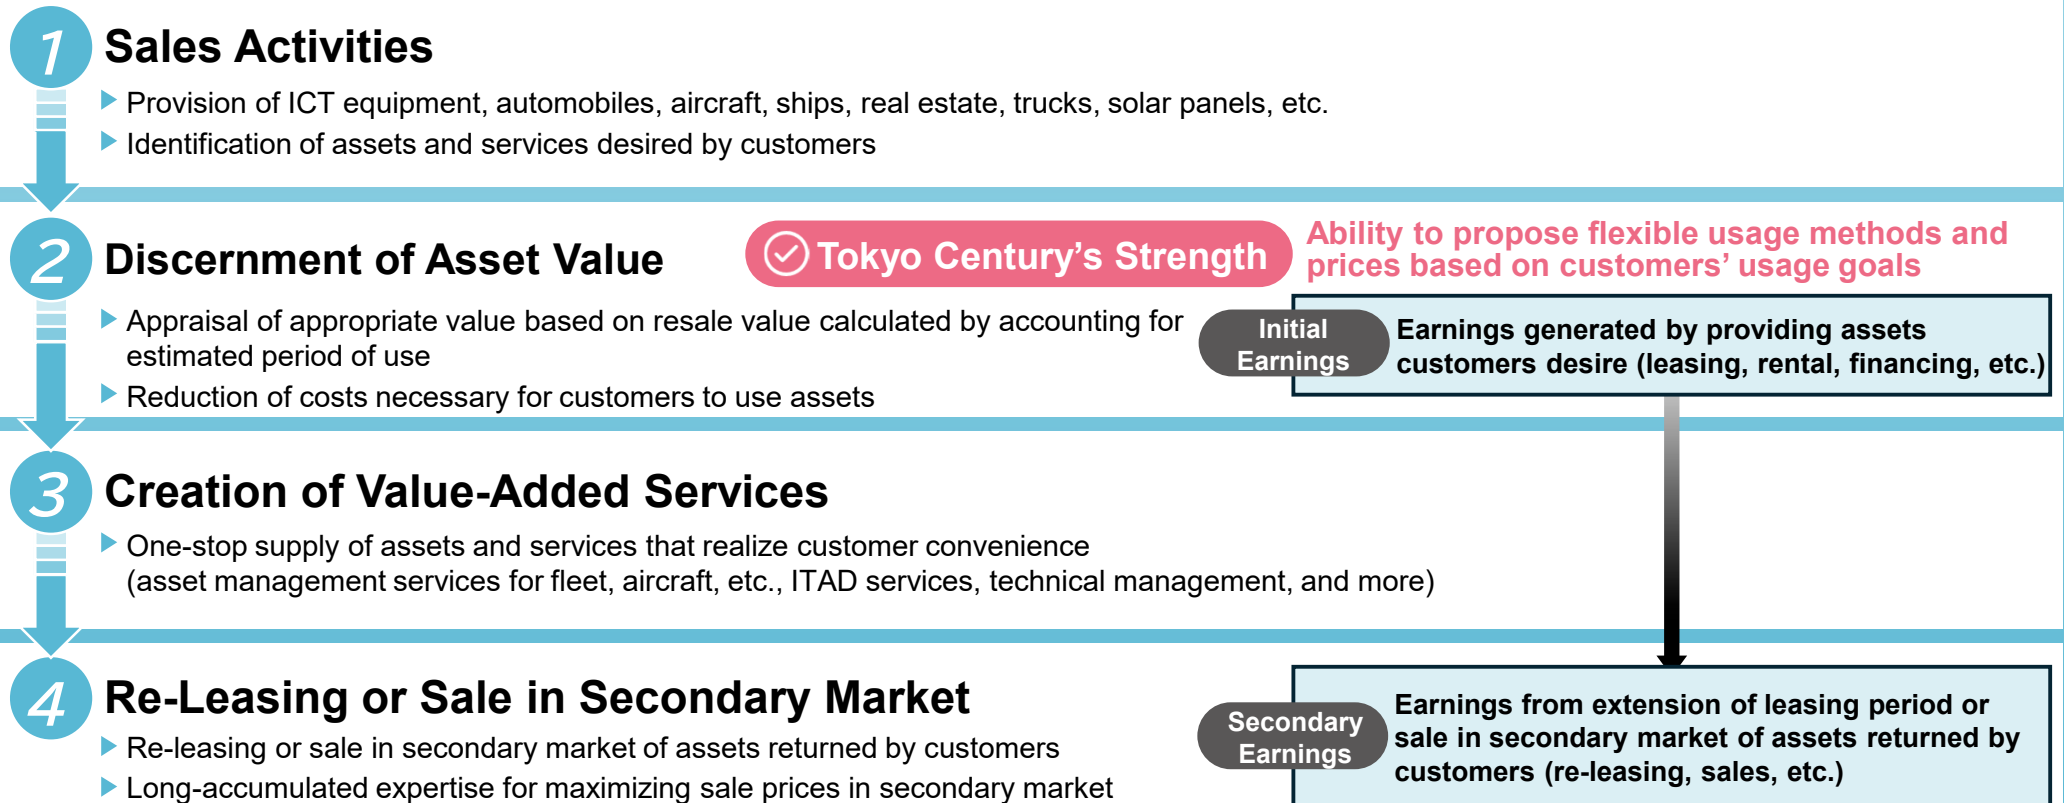 1 Sales Activities
Provision of ICT equipment, automobiles, aircraft, ships, real estate, trucks, solar panels, etc.
Identification of assets and services desired by customers
2 Discernment of Asset Value
Tokyo Century's Strength
Ability to propose flexible usage methods and
prices based on customers' usage goals
Appraisal of appropriate value based on resale value calculated by accounting for
estimated period of use
Reduction of costs necessary for customers to use assets
Initial
Earnings
Earnings generated by providing assets
customers desire (leasing, rental, financing, etc.)
3 Creation of Value-Added Services
One-stop supply of assets and services that realize customer convenience
(asset management services for fleet, aircraft, etc., ITAD services, technical management, and more)
4 Re-Leasing or Sale in Secondary Market
Re-leasing or sale in secondary market of assets returned by customers
Long-accumulated expertise for maximizing sale prices in secondary market
Secondary
Earnings
Earnings from extension of leasing period or
sale in secondary market of assets returned by
customers (re-leasing, sales, etc.)